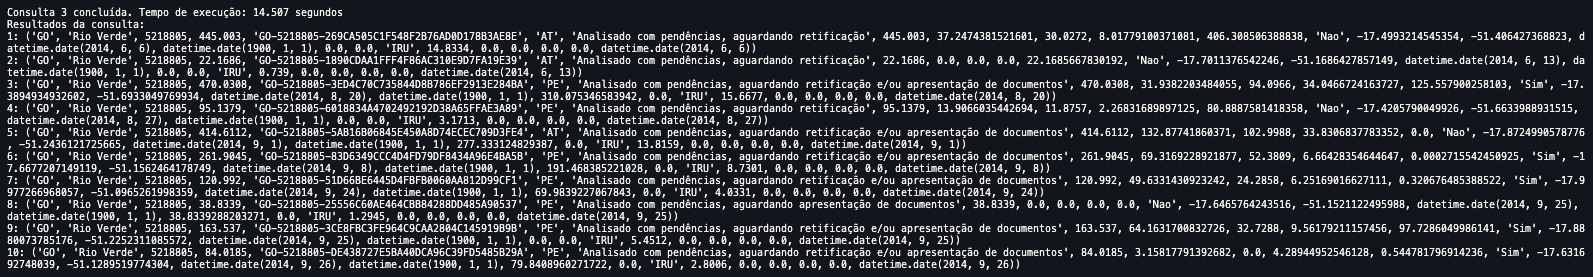 Consulta 3 concluída. Tempo de execução: 14.507 segundos
Resultados da consulta:
1: ('GO', 'Rio Verde', 5218805, 445.003, 'GO-5218805-269CA505C1F548F2B76AD0D178B3AE8E', 'AT', 'Analisado com pendências, aguardando retificação', 445.003, 37.2474381521601, 30.0272, 8.01779100371081, 406.308506388838, 'Nao', -17.4993214545354, -51.406427368823, d
atetime.date(2014, 6, 6), datetime.date(1900, 1, 1), 0.0, 0.0, 'IRU', 14.8334, 0.0, 0.0, 0.0, 0.0, datetime.date(2014, 6, 6))
2: ('GO', 'Rio Verde', 5218805, 22.1686, 'GO-5218805-1890CDAA1FFF4F86AC310E9D7FA19E39', 'AT', 'Analisado com pendências, aguardando retificação', 22.1686, 0.0, 0.0, 0.0, 22.1685667830192, 'Nao', -17.7011376542246, -51.1686427857149, datetime.date(2014, 6, 13), da
tetime.date(1900, 1, 1), 0.0, 0.0, 'IRU', 0.739, 0.0, 0.0, 0.0, 0.0, datetime.date(2014, 6, 13))
3: ('GO', 'Rio Verde', 5218805, 470.0308, 'GO-5218805-3ED4C70C735844D8B786EF2913E284BA', 'PE', 'Analisado com pendências, aguardando retificação e/ou apresentação de documentos', 470.0308, 31.9382203484055, 94.0966, 34.0466724163727, 125.557900258103, 'Sim', -17.
3894934932602, -51.6933049769934, datetime.date(2014, 8, 20), datetime.date(1900, 1, 1), 310.075346583942, 0.0, 'IRU', 15.6677, 0.0, 0.0, 0.0, 0.0, datetime.date(2014, 8, 20))
4: ('GO', 'Rio Verde', 5218805, 95.1379, 'GO-5218805-6018834A4702492192D3A65FFAE3A89', 'PE', 'Analisado com pendências, aguardando retificação e/ou apresentação de documentos', 95.1379, 13.9066035442694, 11.8757, 2.26831689897125, 80.8887581418358, 'Nao', -17.4205790049926, -51.6633988931515,
datetime.date(2014, 8, 27), datetime.date(1900, 1, 1), 0.0, 0.0, 'IRU', 3.1713, 0.0, 0.0, 0.0, 0.0, datetime.date(2014, 8, 27))
5: ('GO', 'Rio Verde', 5218805, 414.6112, 'GO-5218805-5AB16B06845E450A8D74ECEC709D3FE4', 'AT', 'Analisado com pendências, aguardando retificação e/ou apresentação de documentos', 414.6112, 132.87741860371, 102.9988, 33.8306837783352, 0.0, 'Nao', -17.8724990578776
, -51.2436121725665, datetime.date(2014, 9, 1), datetime.date(1900, 1, 1), 277.333124829387, 0.0, 'IRU', 13.8159, 0.0, 0.0, 0.0, 0.0, datetime.date(2014, 9, 1))
6: ('GO', 'Rio Verde', 5218805, 261.9045, 'GO-5218805-83D6349CCC4D4FD79DF8434A96E4BA5B', 'PE', 'Analisado com pendências, aguardando retificação e/ou apresentação de documentos', 261.9045, 69.3169228921877, 52.3809, 6.66428354644647, 0.0002715542450925, 'Sim', -1
7.6677207149119, -51.1562464178749, datetime.date(2014, 9, 8), datetime.date(1900, 1, 1), 191.468385221028, 0.0, 'IRU', 8.7301, 0.0, 0.0, 0.0, 0.0, datetime.date(2014, 9, 8))
7: ('GO', 'Rio Verde', 5218805, 120.992, 'GO-5218805-51D66BE6445D4FBFB0060AA812D99CF1', 'PE', 'Analisado com pendências, aguardando retificação e/ou apresentação de documentos', 120.992, 49.6331430923242, 24.2858, 6.25169016627111, 0.320676485388522, 'Sim', -17.9
977726968057, -51.0665261598359, datetime.date(2014, 9, 24), datetime.date(1900, 1, 1), 69.9839227067843, 0.0, 'IRU', 4.0331, 0.0, 0.0, 0.0, 0.0, datetime.date(2014, 9, 24))
8: ('GO', 'Rio Verde', 5218805, 38.8339, 'GO-5218805-25556C60AE464CBB84288DD485A90537', 'PE', 'Analisado com pendências, aguardando apresentação de documentos', 38.8339, 0.0, 0.0, 0.0, 0.0, 'Nao', -17.6465764243516, -51.1521122495988, datetime.date(2014, 9, 25),
datetime.date(1900, 1, 1), 38.8339288203271, 0.0, 'IRU', 1.2945, 0.0, 0.0, 0.0, 0.0, datetime.date(2014, 9, 25))
9: ('GO', 'Rio Verde', 5218805, 163.537, 'GO-5218805-3CE8FBC3FE964C9CAA2804C145919B9B', 'PE', 'Analisado com pendências, aguardando retificação e/ou apresentação de documentos', 163.537, 64.1631700832726, 32.7288, 9.56179211157456, 97.7286049986141, 'Sim', -17.88
80073785176, -51.2252311085572, datetime.date(2014, 9, 25), datetime.date(1900, 1, 1), 0.0, 0.0, 'IRU', 5.4512, 0.0, 0.0, 0.0, 0.0, datetime.date(2014, 9, 25))
10: ('GO', 'Rio Verde', 5218805, 84.0185, 'GO-5218805-DE438727E5BA40DCA96C39FD5485B29A', 'PE', 'Analisado com pendências, aguardando retificação e/ou apresentação de documentos', 84.0185, 3.15817791392682, 0.0, 4.28944952546128, 0.544781796914236, 'Sim', -17.6316
92748039, -51.1289519774304, datetime.date(2014, 9, 26), datetime.date(1900, 1, 1), 79.8408960271722, 0.0, 'IRU', 2.8006, 0.0, 0.0, 0.0, 0.0, datetime.date(2014, 9, 26))